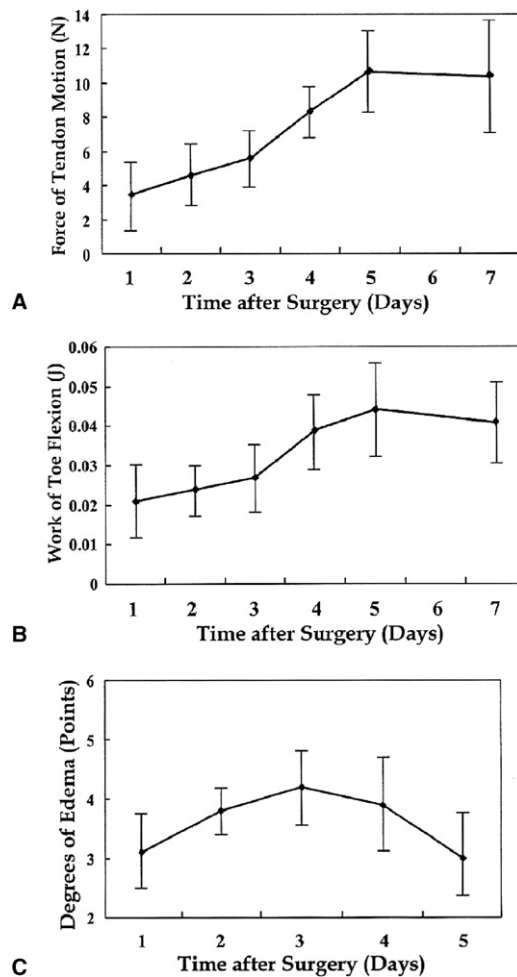 14
12
10
8
6
4
2
0
Force of Tendon Motion (N)
1 2 3 4 5 6 7
Time after Surgery (Days)
A
0.06
0.05
0.04
0.03
0.02
0.01
0
Work of Toe Flexion (J)
1 2 3 4 5 6 7
Time after Surgery (Days)
B
6
5
4
3
2
Degrees of Edema (Points)
1 2 3 4 5
Time after Surgery (Days)
C